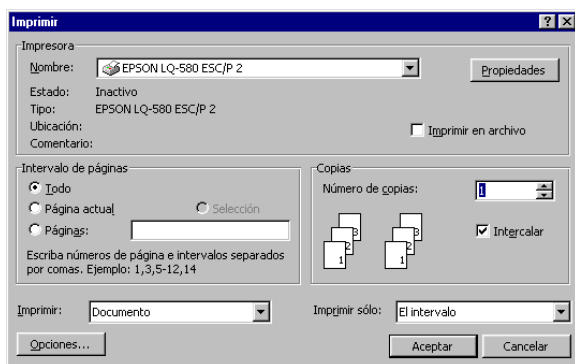 Imprimir
Impresora
Nombre: EPSON LQ-580 ESC/P 2 Propiedades
Estado: Inactivo
Tipo: EPSON LQ-580 ESC/P 2
Ubicación:
Comentario: Imprimir en archivo
Intervalo de páginas
Todo
Página actual Selección
Páginas:
Escriba números de página e intervalos separados
por comas. Ejemplo: 1,3,5-12,14
Copias
Número de copias: 1
3 3
2 2
1 1
Intercalar
Imprimir: Documento Imprimir sólo: El intervalo
Opciones... Aceptar Cancelar